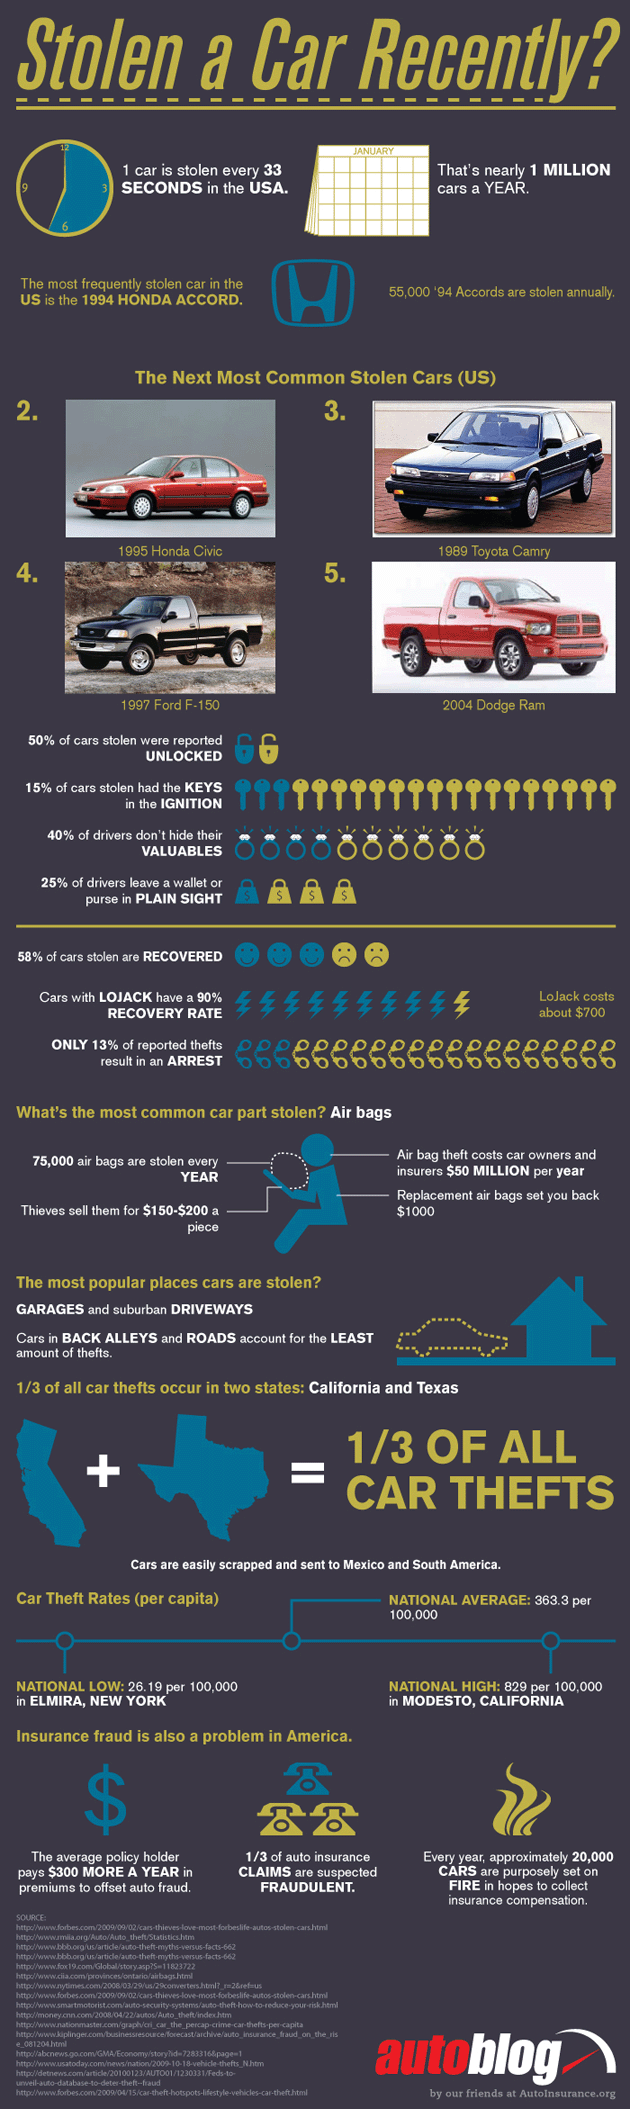 Stolen a Car Recently?
12
9
3
6
1 car is stolen every 33
SECONDS in the USA.
JANUARY
That's nearly 1 MILLION
cars a YEAR.
The most frequently stolen car in the
US is the 1994 HONDA ACCORD.
55,000 '94 Accords are stolen annually.
The Next Most Common Stolen Cars (US)
2.
3.
1995 Honda Civic
1989 Toyota Camry
4.
5.
1997 Ford F-150
2004 Dodge Ram
50% of cars stolen were reported
UNLOCKED
15% of cars stolen had the KEYS
in the IGNITION
40% of drivers don't hide their
VALUABLES
25% of drivers leave a wallet or
purse in PLAIN SIGHT
$ $ $ $
58% of cars stolen are RECOVERED
Cars with LOJACK have a 90%
RECOVERY RATE
LoJack costs
about $700
ONLY 13% of reported thefts
result in an ARREST
What's the most common car part stolen? Air bags
75,000 air bags are stolen every
YEAR
Thieves sell them for $150-$200 a
piece
Air bag theft costs car owners and
insurers $50 MILLION per year
Replacement air bags set you back
$1000
The most popular places cars are stolen?
GARAGES and suburban DRIVEWAYS
Cars in BACK ALLEYS and ROADS account for the LEAST
amount of thefts.
1/3 of all car thefts occur in two states: California and Texas
+
=
1/3 OF ALL
CAR THEFTS
Cars are easily scrapped and sent to Mexico and South America.
Car Theft Rates (per capita)
NATIONAL AVERAGE: 363.3 per
100,000
NATIONAL LOW: 26.19 per 100,000
in ELMIRA, NEW YORK
NATIONAL HIGH: 829 per 100,000
in MODESTO, CALIFORNIA
Insurance fraud is also a problem in America.
$
The average policy holder
pays $300 MORE A YEAR in
premiums to offset auto fraud.
1/3 of auto insurance
CLAIMS are suspected
FRAUDULENT.
Every year, approximately 20,000
CARS are purposely set on
FIRE in hopes to collect
insurance compensation.
SOURCE:
http://www.forbes.com/2009/09/02/cars-thieves-love-most-forbeslife-autos-stolen-cars.html
http://www.rmiia.org/Auto/Auto_theft/Statistics.htm
http://www.bbb.org/us/article/auto-theft-myths-versus-facts-662
http://www.bbb.org/us/article/auto-theft-myths-versus-facts-662
http://www.fox19.com/Global/story.asp?S=11823722
http://www.ciia.com/provinces/ontario/airbags.html
http://www.nytimes.com/2008/03/29/us/29converters.html?_r=2&ref=us
http://www.forbes.com/2009/09/02/cars-thieves-love-most-forbeslife-autos-stolen-cars.html
http://www.smartmotorist.com/auto-security-systems/auto-theft-how-to-reduce-your-risk.html
http://money.cnn.com/2008/04/22/autos/Auto_theft/index.htm
http://www.nationmaster.com/graph/cri_car_the_percap-crime-car-thefts-per-capita
http://www.kiplinger.com/businessresource/forecast/archive/auto_insurance_fraud_on_the_ris
e_081204.html
http://abcnews.go.com/GMA/Economy/story?id=7283316&page=1
http://www.usatoday.com/news/nation/2009-10-18-vehicle-thefts_N.htm
http://detnews.com/article/20100123/AUTO01/1230331/Feds-to-
unveil-auto-database-to-deter-theft--fraud
http://www.forbes.com/2009/04/15/car-theft-hotspots-lifestyle-vehicles-car-theft.html
autoblog
by our friends at AutoInsurance.org